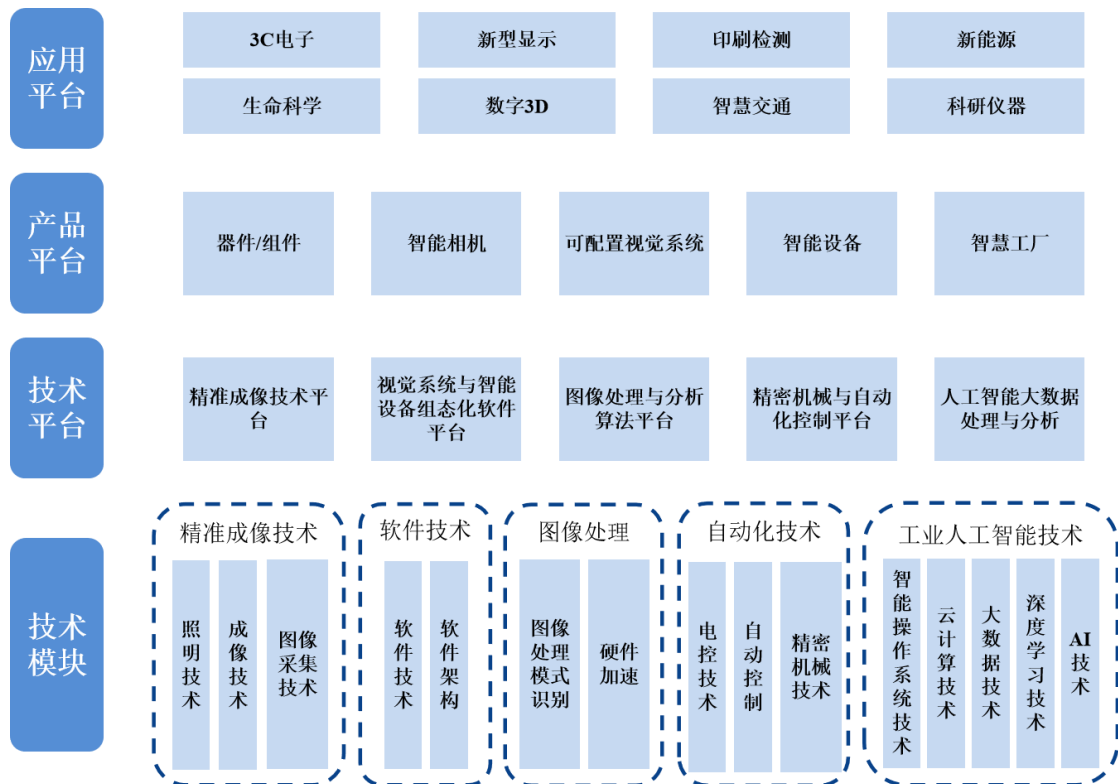 应用
平台
3C电子
新型显示
印刷检测
新能源
生命科学
数字3D
智慧交通
科研仪器
产品
平台
器件/组件
智能相机
可配置视觉系统
智能设备
智慧工厂
技术
平台
精准成像技术平
台
视觉系统与智能
设备组态化软件
平台
图像处理与分析
算法平台
精密机械与自动
化控制平台
人工智能大数据
处理与分析
技术
模块
精准成像技术
照明技术
成像技术
图像
采集
技术
软件技术
软件技术
软件架构
图像处理
图像
处理
模式
识别
硬件
加速
自动化技术
电控技术
自动控制
精密
机械
技术
工业人工智能技术
智能操作系统技术
云计算技术
大数据技术
深度学习技术
AI
技
术